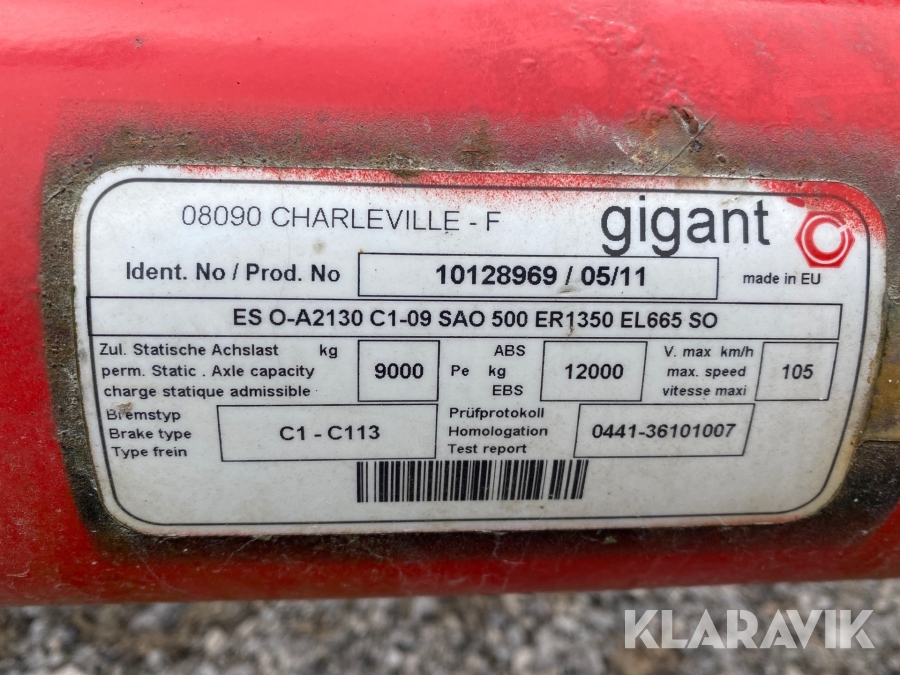 08090 CHARLEVILLE - F
gigant
Ident. No / Prod. No 10128969 / 05/11 made in EU
ES O-A2130 C1-09 SAO 500 ER1350 EL665 SO
Zul. Statische Achslast kg
perm. Static . Axle capacity
charge statique admissible
9000
ABS
Pe kg
EBS
12000
V. max km/h
max. speed
vitesse maxi
105
Bremstyp
Brake type
Type frein
C1 - C113
Prüfprotokoll
Homologation
Test report
0441-36101007
KLARAVIK